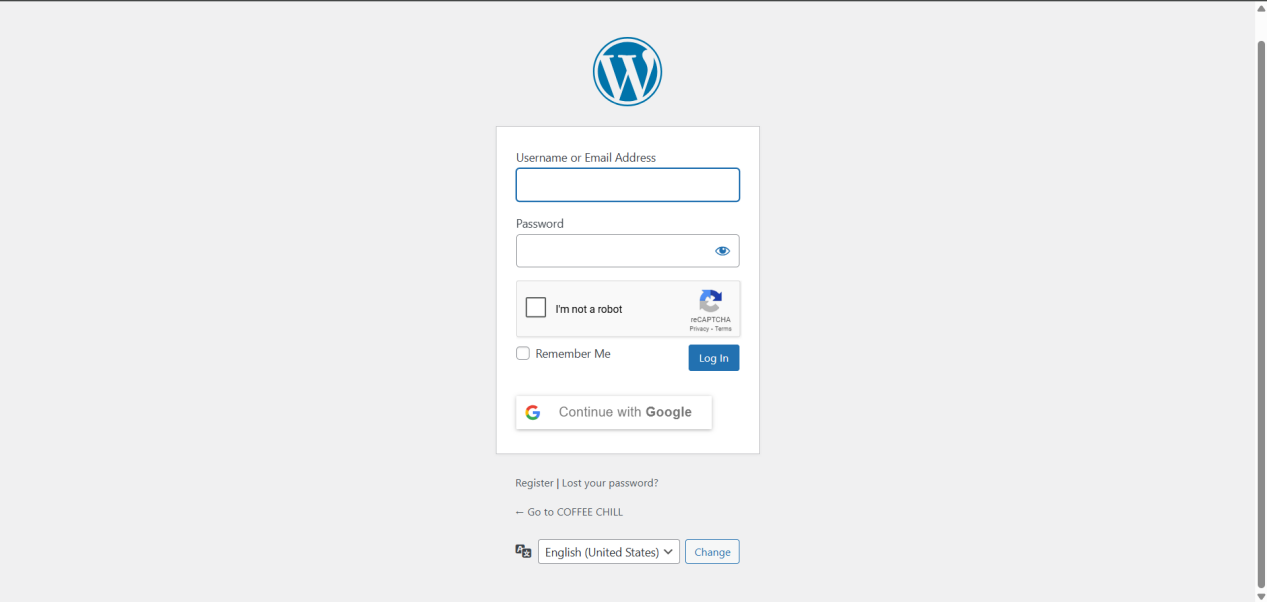 Username or Email Address
Password
I'm not a robot
reCAPTCHA
Privacy - Terms
Remember Me
Log In
Continue with Google
Register | Lost your password?
← Go to COFFEE CHILL
English (United States)
Change